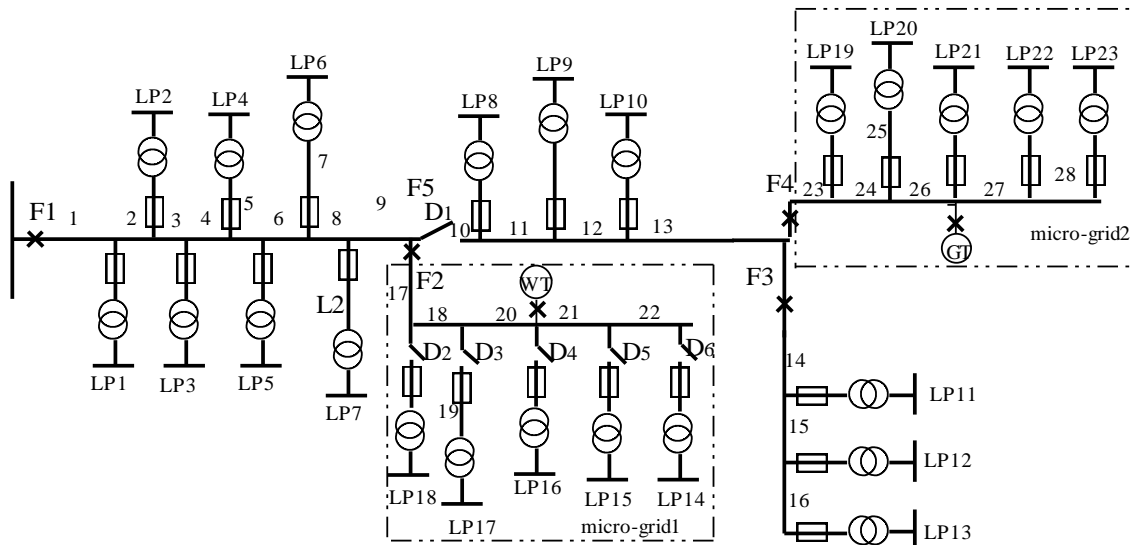 LP20
LP19
LP21
LP22
LP23
LP6
LP9
LP2
LP4
LP8
LP10
25
7
F5
F4
23
24
26
27
28
9
D1
F1
1
2
3
4
5
6
8
10
11
12
13
micro-grid2
GT
F2
WT
F3
17
L2
18
20
21
22
D2
D3
D4
D5
D6
14
LP1
LP3
LP5
LP7
19
LP11
15
LP12
LP18
LP16
LP15
LP14
16
LP17
micro-grid1
LP13